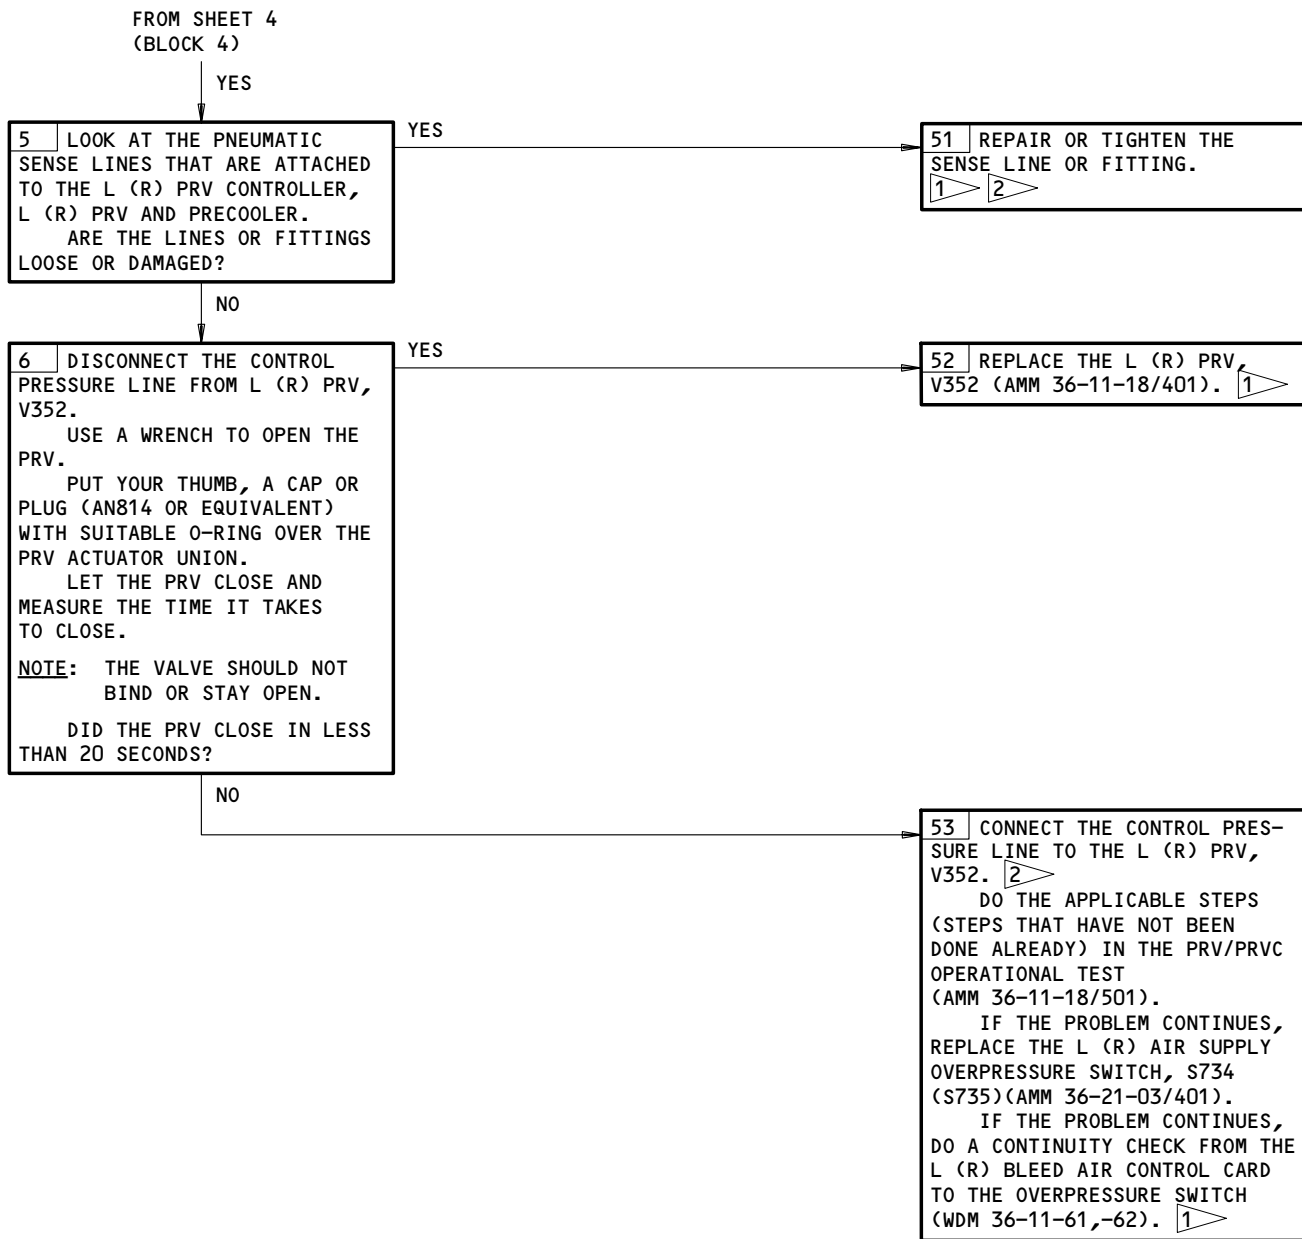 FROM SHEET 4
(BLOCK 4)
YES
5 LOOK AT THE PNEUMATIC
SENSE LINES THAT ARE ATTACHED
TO THE L (R) PRV CONTROLLER,
L (R) PRV AND PRECOOLER.
ARE THE LINES OR FITTINGS
LOOSE OR DAMAGED?
YES
51 REPAIR OR TIGHTEN THE
SENSE LINE OR FITTING.
1 2
NO
6 DISCONNECT THE CONTROL
PRESSURE LINE FROM L (R) PRV,
V352.
USE A WRENCH TO OPEN THE
PRV.
PUT YOUR THUMB, A CAP OR
PLUG (AN814 OR EQUIVALENT)
WITH SUITABLE O-RING OVER THE
PRV ACTUATOR UNION.
LET THE PRV CLOSE AND
MEASURE THE TIME IT TAKES
TO CLOSE.
NOTE: THE VALVE SHOULD NOT
BIND OR STAY OPEN.
DID THE PRV CLOSE IN LESS
THAN 20 SECONDS?
YES
52 REPLACE THE L (R) PRV,
V352 (AMM 36-11-18/401). 1
NO
53 CONNECT THE CONTROL PRES-
SURE LINE TO THE L (R) PRV,
V352. 2
DO THE APPLICABLE STEPS
(STEPS THAT HAVE NOT BEEN
DONE ALREADY) IN THE PRV/PRVC
OPERATIONAL TEST
(AMM 36-11-18/501).
IF THE PROBLEM CONTINUES,
REPLACE THE L (R) AIR SUPPLY
OVERPRESSURE SWITCH, S734
(S735)(AMM 36-21-03/401).
IF THE PROBLEM CONTINUES,
DO A CONTINUITY CHECK FROM THE
L (R) BLEED AIR CONTROL CARD
TO THE OVERPRESSURE SWITCH
(WDM 36-11-61,-62). 1